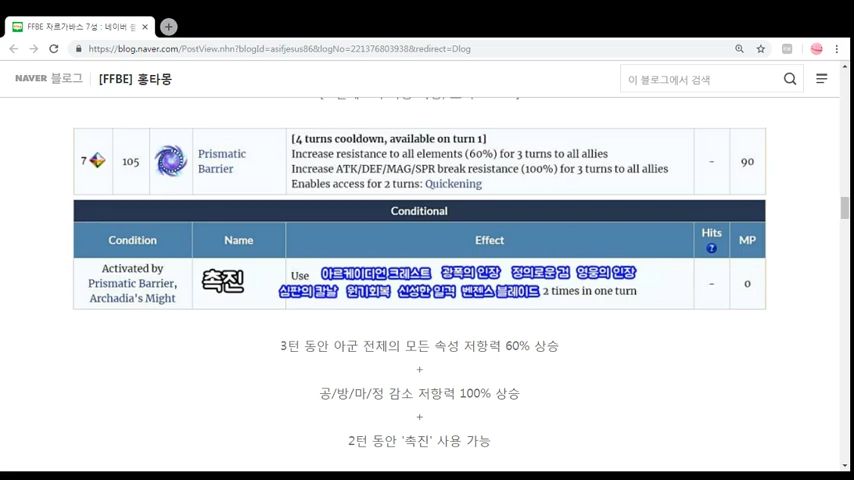 FFBE 자르가바스 7성 : 네이버 블
https://blog.naver.com/PostView.nhn?blogId=asifjesus86&logNo=221376803938&redirect=Dlog
NAVER 블로그 [FFBE] 홍타몽
이 블로그에서 검색
7 105 Prismatic Barrier
[4 turns cooldown, available on turn 1]
Increase resistance to all elements (60%) for 3 turns to all allies
Increase ATK/DEF/MAG/SPR break resistance (100%) for 3 turns to all allies
Enables access for 2 turns: Quickening
- 90
Conditional
Condition Name Effect Hits ? MP
Activated by
Prismatic Barrier,
Archadia's Might
촉진
Use 아르케이디언 크레스트 광폭의 인장 정의로운 검 영웅의 인장
심판의 칼날 원기회복 신성한 일격 벤젠스 블레이드 2 times in one turn
- 0
3턴 동안 아군 전체의 모든 속성 저항력 60% 상승
+
공/방/마/정 감소 저항력 100% 상승
+
2턴 동안 '촉진' 사용 가능